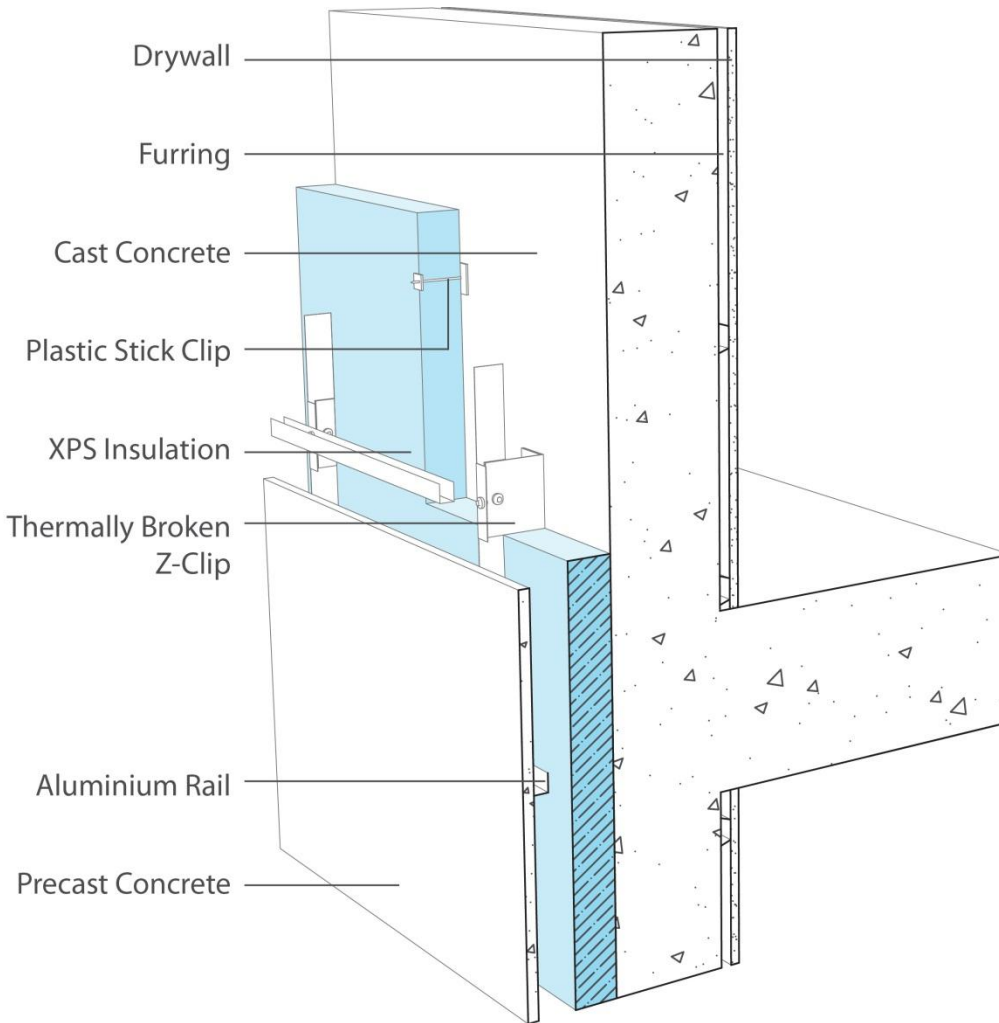 Drywall
Furring
Cast Concrete
Plastic Stick Clip
XPS Insulation
Thermally Broken
Z-Clip
Aluminium Rail
Precast Concrete